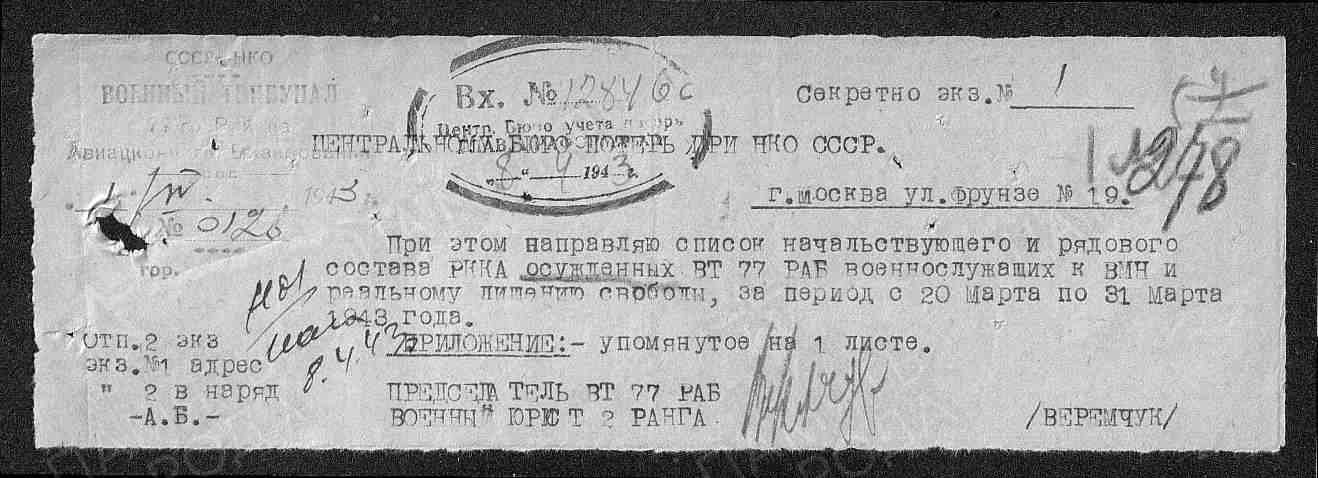 СССР НКО
ВОЕННЫЙ ТРИБУНАЛ
Авиационного
1943 г.
№ 0126
гор.
Вх. № 12846с
Центр. Бюро учета потерь
"8" 4 1943 г.
Секретно экз.№ 1
ЦЕНТРАЛЬНОЕ БЮРО ПОТЕРЬ ПРИ НКО СССР.
г.москва ул.Фрунзе № 19.
При этом направляю список начальствующего и рядового
состава РККА осужденных ВТ 77 РАБ военнослужащих к ВМН и
реальному лишению свободы, за период с 20 марта по 31 марта
1943 года.
ПРИЛОЖЕНИЕ:- упомянутое на 1 листе.
8.4.43
Отп.2 экз
экз.№1 адрес
" 2 в наряд
-А.Б.-
ПРЕДСЕДАТЕЛЬ ВТ 77 РАБ
ВОЕННЫЙ ЮРИСТ 2 РАНГА
/ВЕРЕМЧУК/